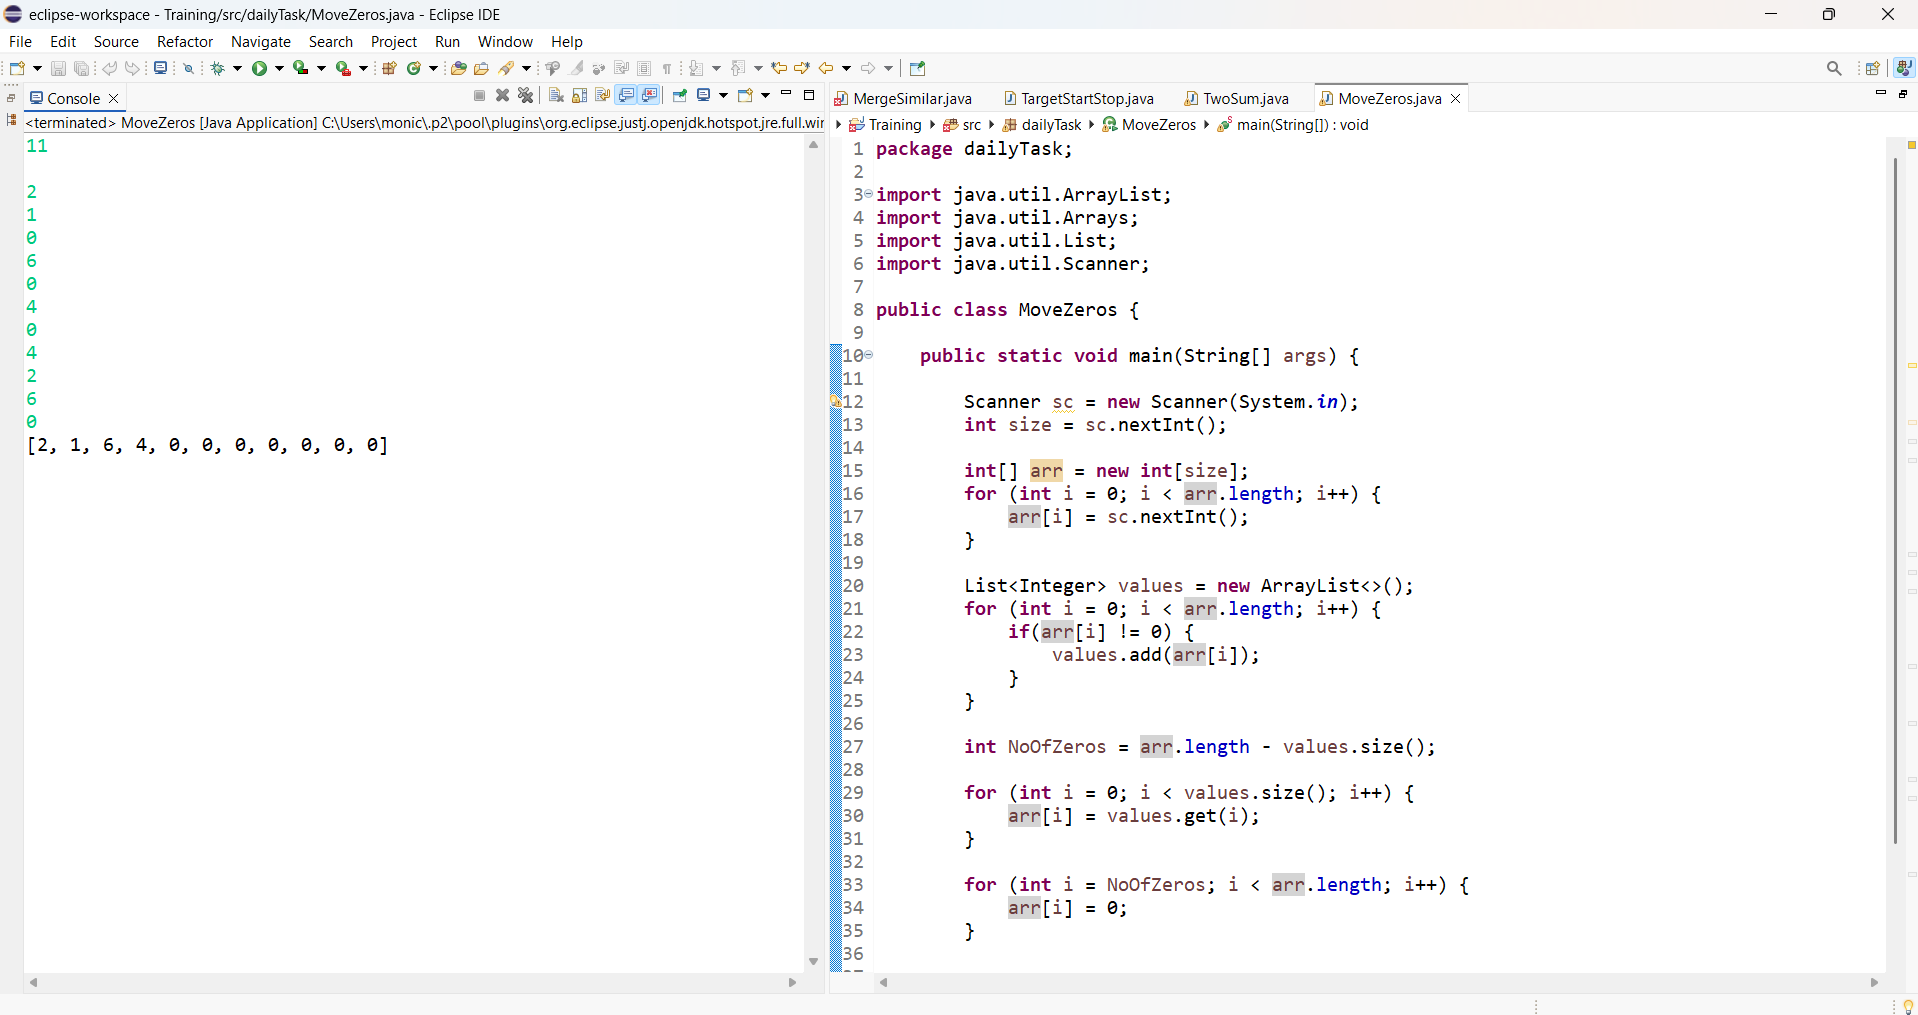 eclipse-workspace - Training/src/dailyTask/MoveZeros.java - Eclipse IDE
File Edit Source Refactor Navigate Search Project Run Window Help
Console
<terminated> MoveZeros [Java Application] C:\Users\monic\.p2\pool\plugins\org.eclipse.justj.openjdk.hotspot.jre.full.wir
11
2
1
0
6
0
4
0
4
2
6
0
[2, 1, 6, 4, 0, 0, 0, 0, 0, 0, 0]
MergeSimilar.java TargetStartStop.java TwoSum.java MoveZeros.java
Training src dailyTask MoveZeros main(String[]) : void
1 package dailyTask;
2
3 import java.util.ArrayList;
4 import java.util.Arrays;
5 import java.util.List;
6 import java.util.Scanner;
7
8 public class MoveZeros {
9
10 public static void main(String[] args) {
11
12 Scanner sc = new Scanner(System.in);
13 int size = sc.nextInt();
14
15 int[] arr = new int[size];
16 for (int i = 0; i < arr.length; i++) {
17 arr[i] = sc.nextInt();
18 }
19
20 List<Integer> values = new ArrayList<>();
21 for (int i = 0; i < arr.length; i++) {
22 if(arr[i] != 0) {
23 values.add(arr[i]);
24 }
25 }
26
27 int NoOfZeros = arr.length - values.size();
28
29 for (int i = 0; i < values.size(); i++) {
30 arr[i] = values.get(i);
31 }
32
33 for (int i = NoOfZeros; i < arr.length; i++) {
34 arr[i] = 0;
35 }
36